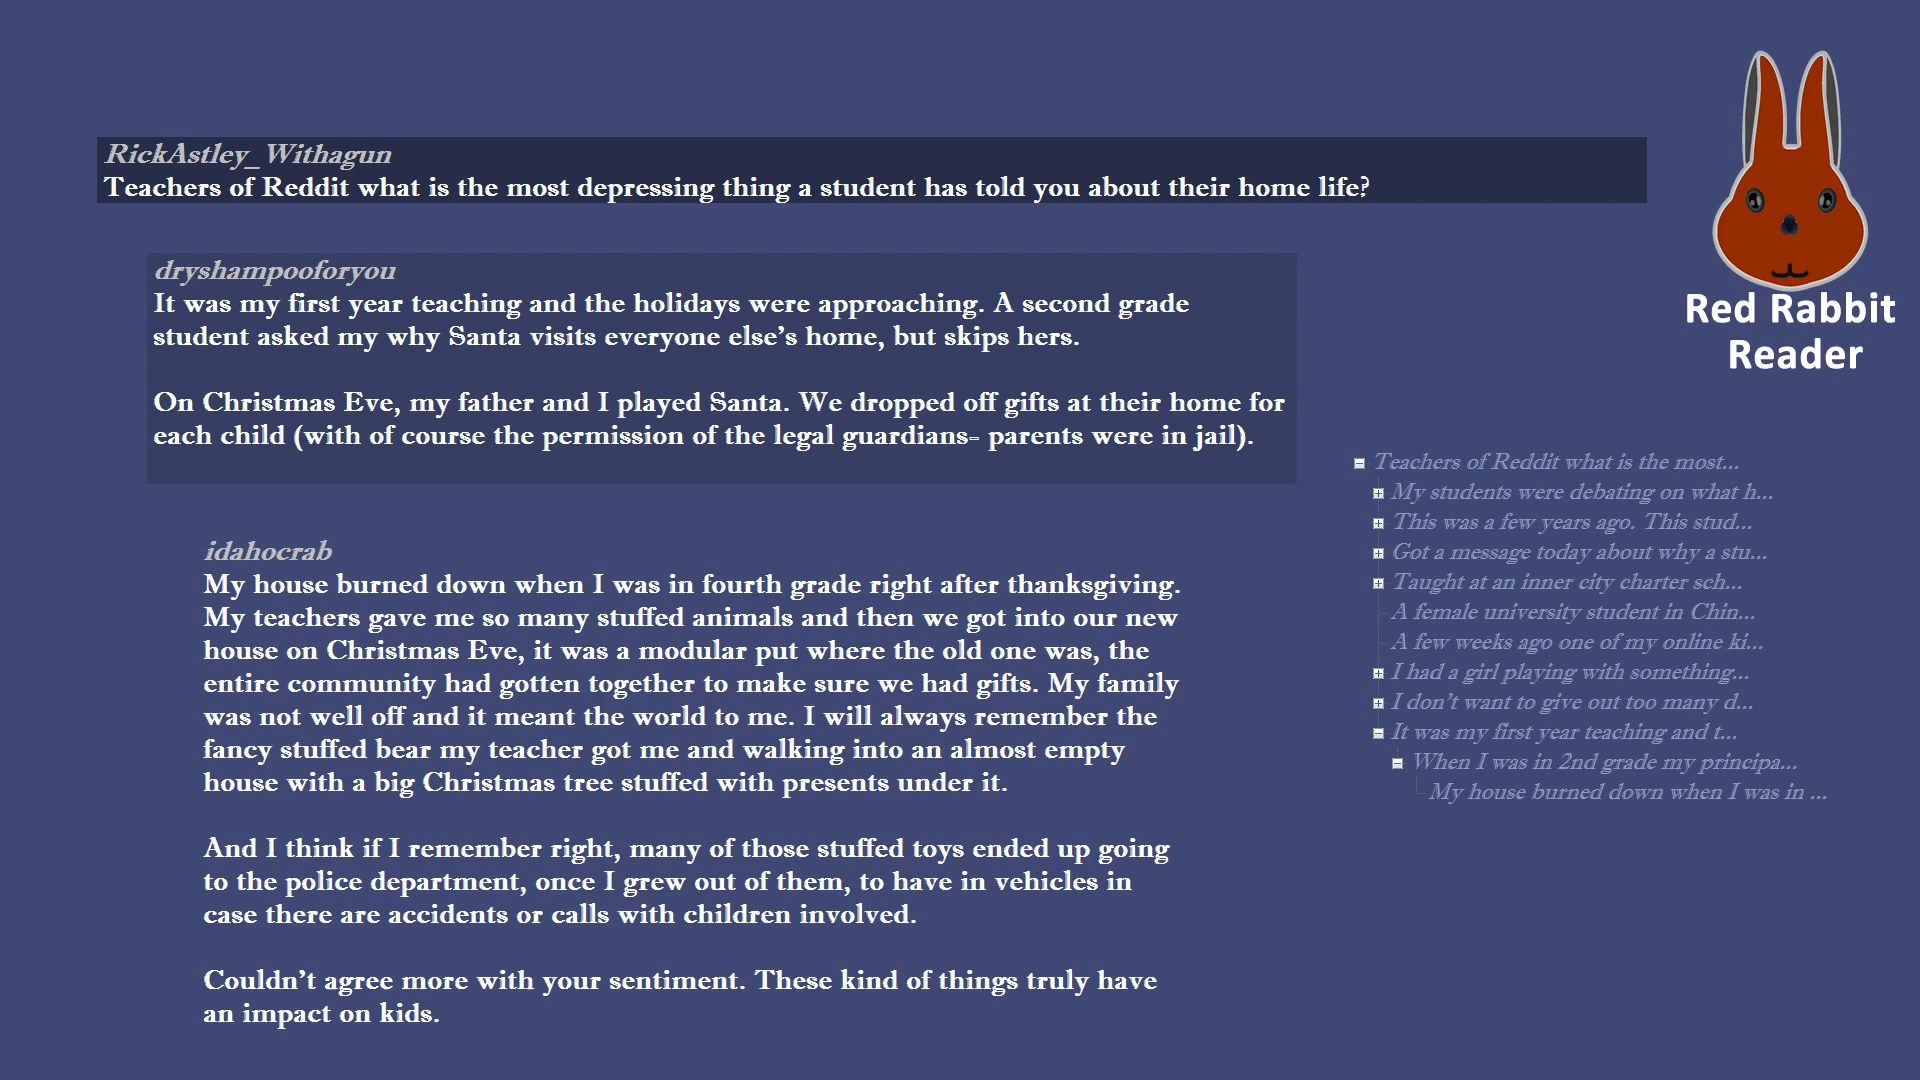 RickAstley_Withagun
Teachers of Reddit what is the most depressing thing a student has told you about their home life?
dryshampooforyou
It was my first year teaching and the holidays were approaching. A second grade
student asked my why Santa visits everyone else's home, but skips hers.
On Christmas Eve, my father and I played Santa. We dropped off gifts at their home for
each child (with of course the permission of the legal guardians- parents were in jail).
idahocrab
My house burned down when I was in fourth grade right after thanksgiving.
My teachers gave me so many stuffed animals and then we got into our new
house on Christmas Eve, it was a modular put where the old one was, the
entire community had gotten together to make sure we had gifts. My family
was not well off and it meant the world to me. I will always remember the
fancy stuffed bear my teacher got me and walking into an almost empty
house with a big Christmas tree stuffed with presents under it.
And I think if I remember right, many of those stuffed toys ended up going
to the police department, once I grew out of them, to have in vehicles in
case there are accidents or calls with children involved.
Couldn't agree more with your sentiment. These kind of things truly have
an impact on kids.
Red Rabbit
Reader
Teachers of Reddit what is the most...
My students were debating on what h...
This was a few years ago. This stud...
Got a message today about why a stu...
Taught at an inner city charter sch...
A female university student in Chin...
A few weeks ago one of my online ki...
I had a girl playing with something...
I don't want to give out too many d...
It was my first year teaching and t...
When I was in 2nd grade my principa...
My house burned down when I was in ...